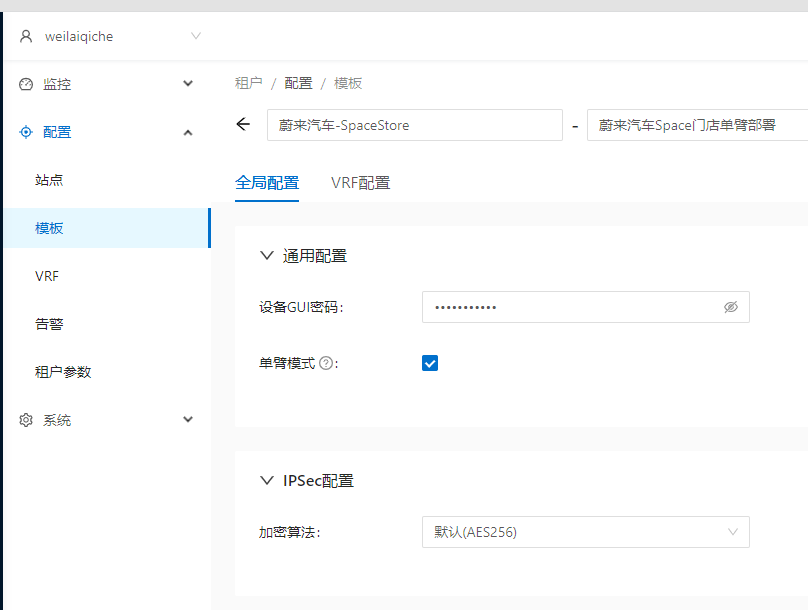 weilaiqiche
监控
租户 / 配置 / 模板
配置
蔚来汽车-SpaceStore - 蔚来汽车Space门店单臂部署
站点
全局配置 VRF配置
模板
通用配置
VRF
设备GUI密码: •••••••••••
告警
单臂模式 ? :
租户参数
系统
IPSec配置
加密算法: 默认(AES256)